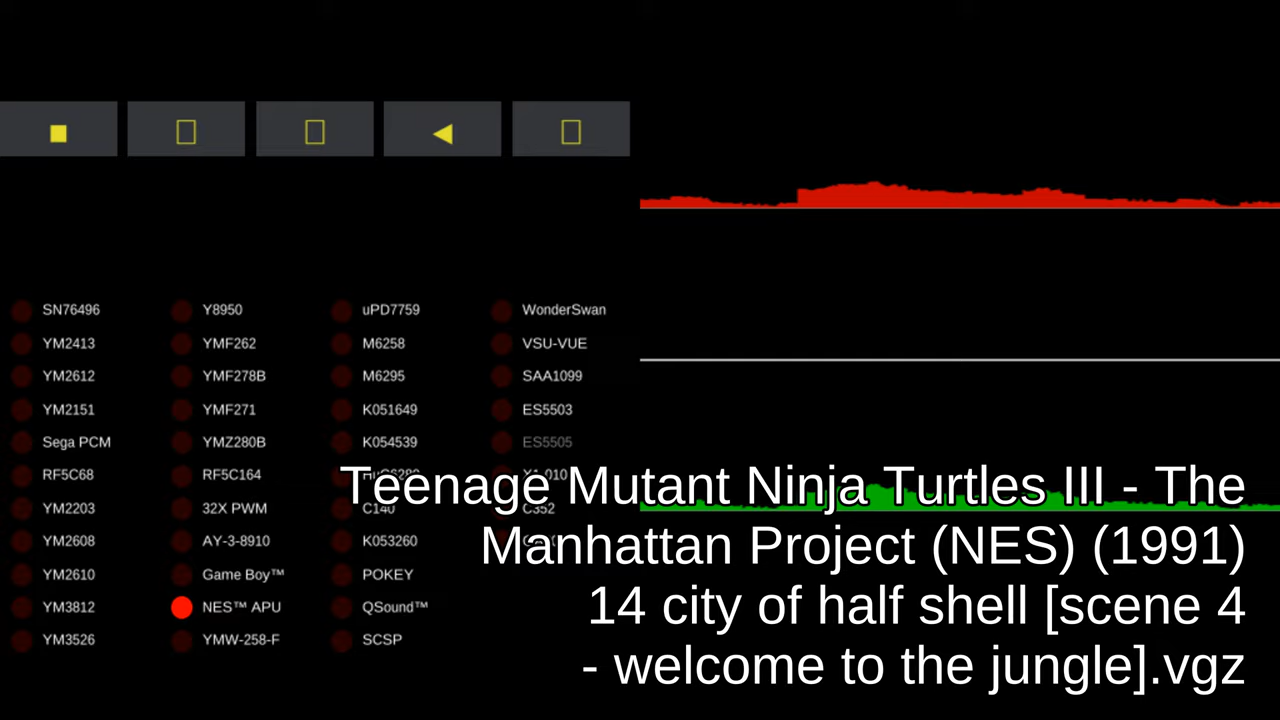 SN76496 Y8950 uPD7759 WonderSwan
YM2413 YMF262 M6258 VSU-VUE
YM2612 YMF278B M6295 SAA1099
YM2151 YMF271 K051649 ES5503
Sega PCM YMZ280B K054539 ES5505
RF5C68 RF5C164 HuC6280 X1-010
Teenage Mutant Ninja Turtles III - The
YM2203 32X PWM C140 C352
YM2608 AY-3-8910 K053260
Manhattan Project (NES) (1991)
YM2610 Game Boy™ POKEY
YM3812 NES™ APU QSound™
14 city of half shell [scene 4
YM3526 YMW-258-F SCSP
- welcome to the jungle].vgz